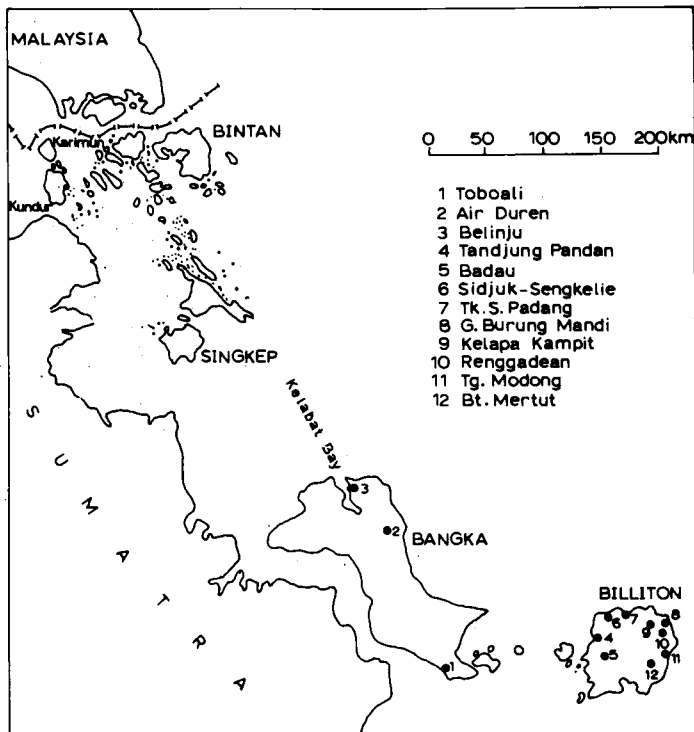 MALAYSIA
BINTAN
Karimun
Kundur
0 50 100 150 200km
1 Toboali
2 Air Duren
3 Belinju
4 Tandjung Pandan
5 Badau
6 Sidjuk-Sengkelie
7 Tk.S.Padang
8 G.Burung Mandi
9 Kelapa Kampit
10 Renggadean
11 Tg. Modong
12 Bt.Mertut
SINGKEP
Kelabat Bay
SUMATRA
3
2
BANGKA
BILLITON
6
7
8
9
4
10
5
11
12
1